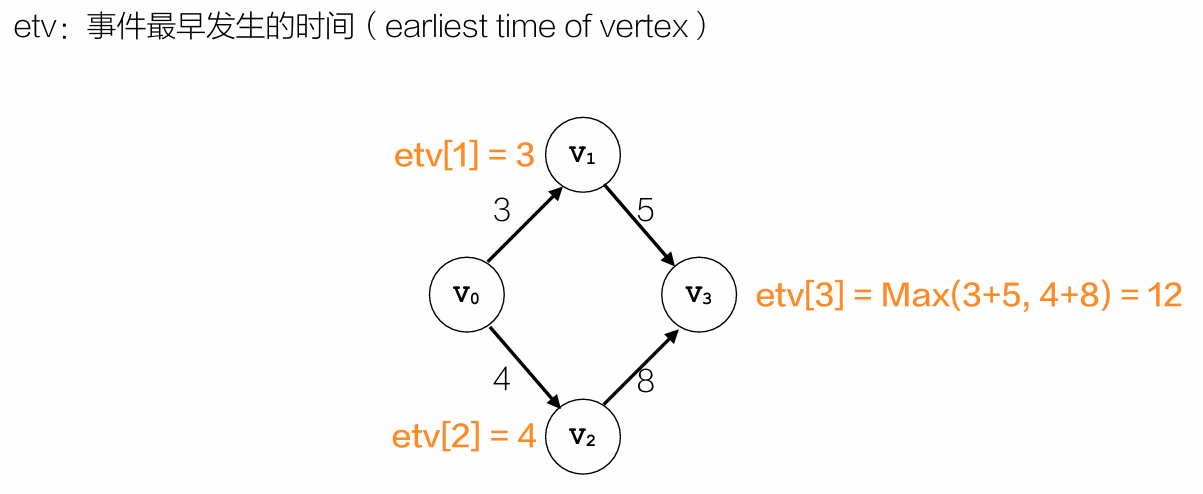 etv：事件最早发生的时间（earliest time of vertex）
etv[1] = 3
V₁
3
5
V₀
V₃
etv[3] = Max(3+5, 4+8) = 12
4
8
etv[2] = 4
V₂